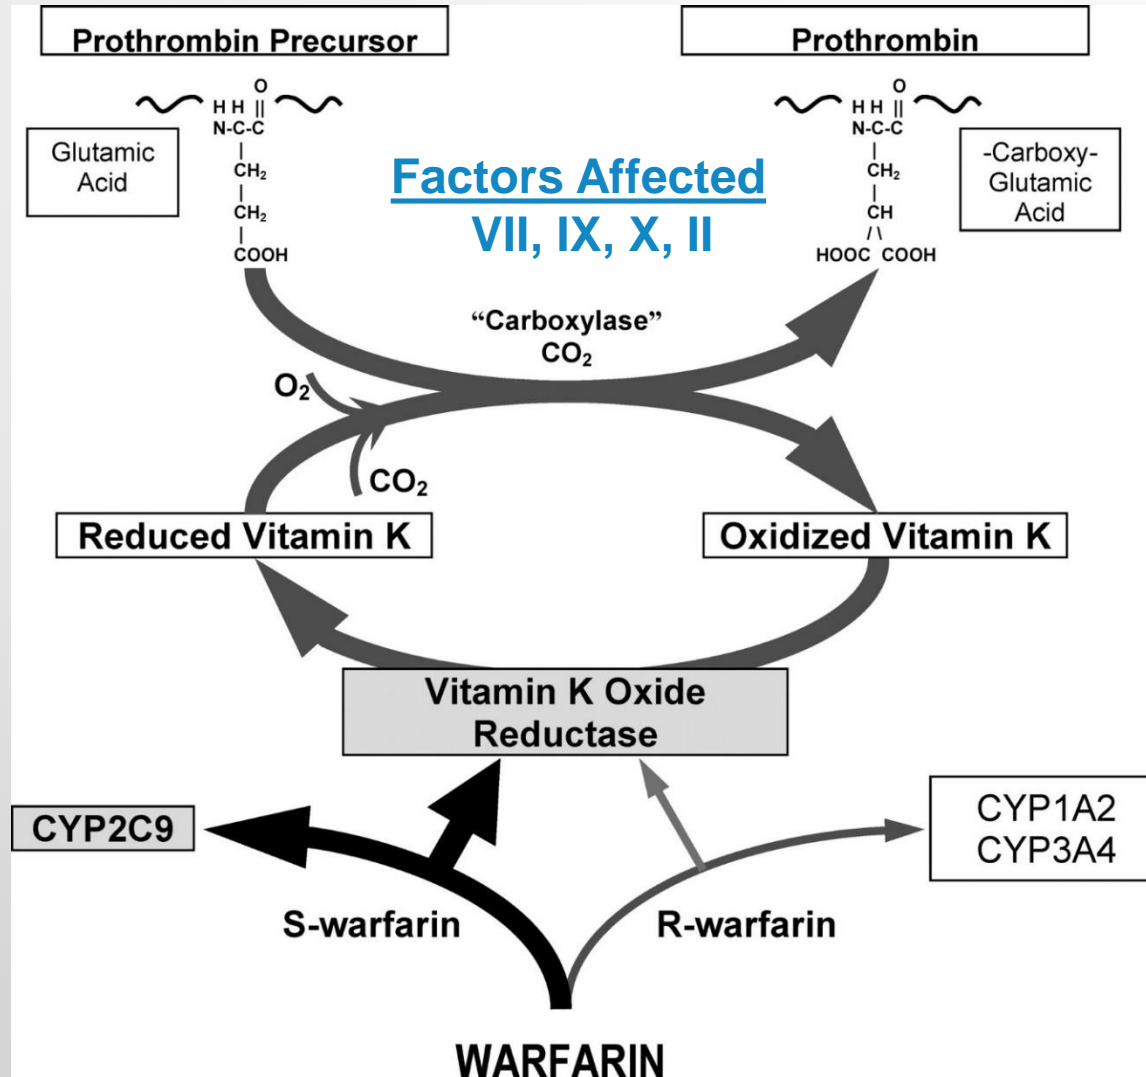 Prothrombin Precursor
Prothrombin
O
H H ||
N-C-C
|
CH₂
|
CH₂
|
COOH
Glutamic
Acid
Factors Affected
VII, IX, X, II
O
H H ||
N-C-C
|
CH₂
|
CH
/ \
HOOC COOH
-Carboxy-
Glutamic
Acid
“Carboxylase”
CO₂
O₂
CO₂
Reduced Vitamin K
Oxidized Vitamin K
Vitamin K Oxide
Reductase
CYP2C9
CYP1A2
CYP3A4
S-warfarin
R-warfarin
WARFARIN